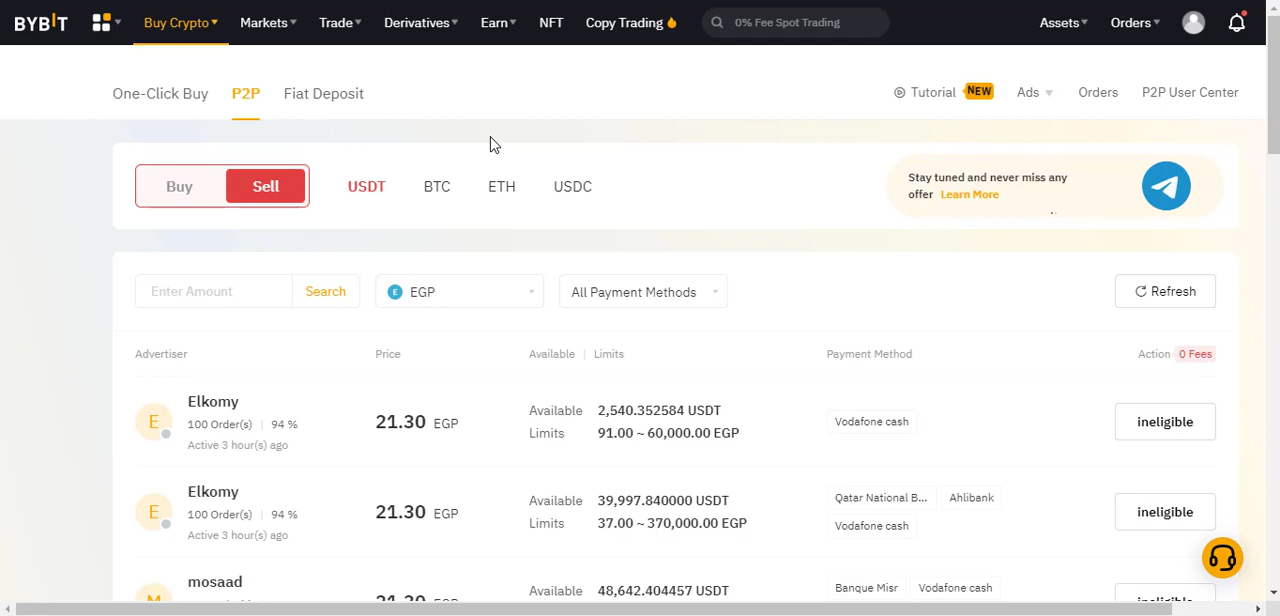 BYBIT Buy Crypto Markets Trade Derivatives Earn NFT Copy Trading 0% Fee Spot Trading Assets Orders
One-Click Buy P2P Fiat Deposit Tutorial NEW Ads Orders P2P User Center
Buy Sell USDT BTC ETH USDC
Stay tuned and never miss any
offer Learn More
Enter Amount Search £ EGP All Payment Methods Refresh
Advertiser Price Available | Limits Payment Method Action 0 Fees
Elkomy
E 100 Order(s) | 94 %
Active 3 hour(s) ago
21.30 EGP
Available 2,540.352584 USDT
Limits 91.00 ~ 60,000.00 EGP
Vodafone cash
ineligible
Elkomy
E 100 Order(s) | 94 %
Active 3 hour(s) ago
21.30 EGP
Available 39,997.840000 USDT
Limits 37.00 ~ 370,000.00 EGP
Qatar National B... Ahlibank
Vodafone cash
ineligible
mosaad
Available 48,642.404457 USDT
Banque Misr Vodafone cash